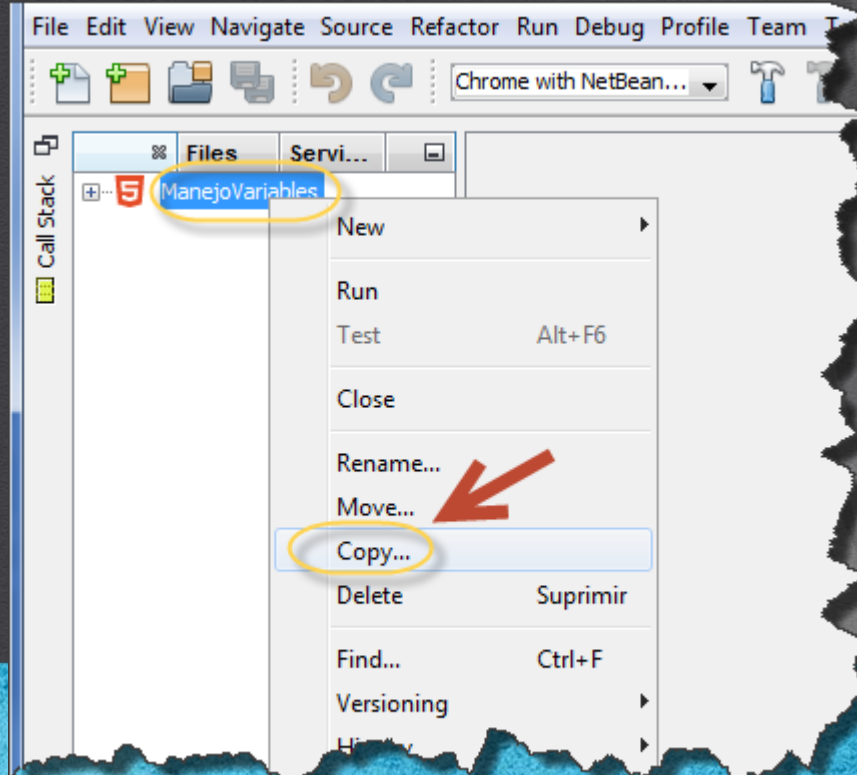 File Edit View Navigate Source Refactor Run Debug Profile Team
Chrome with NetBean...
Files Servi...
Call Stack
ManejoVariables
New
Run
Test Alt+F6
Close
Rename...
Move...
Copy...
Delete Suprimir
Find... Ctrl+F
Versioning